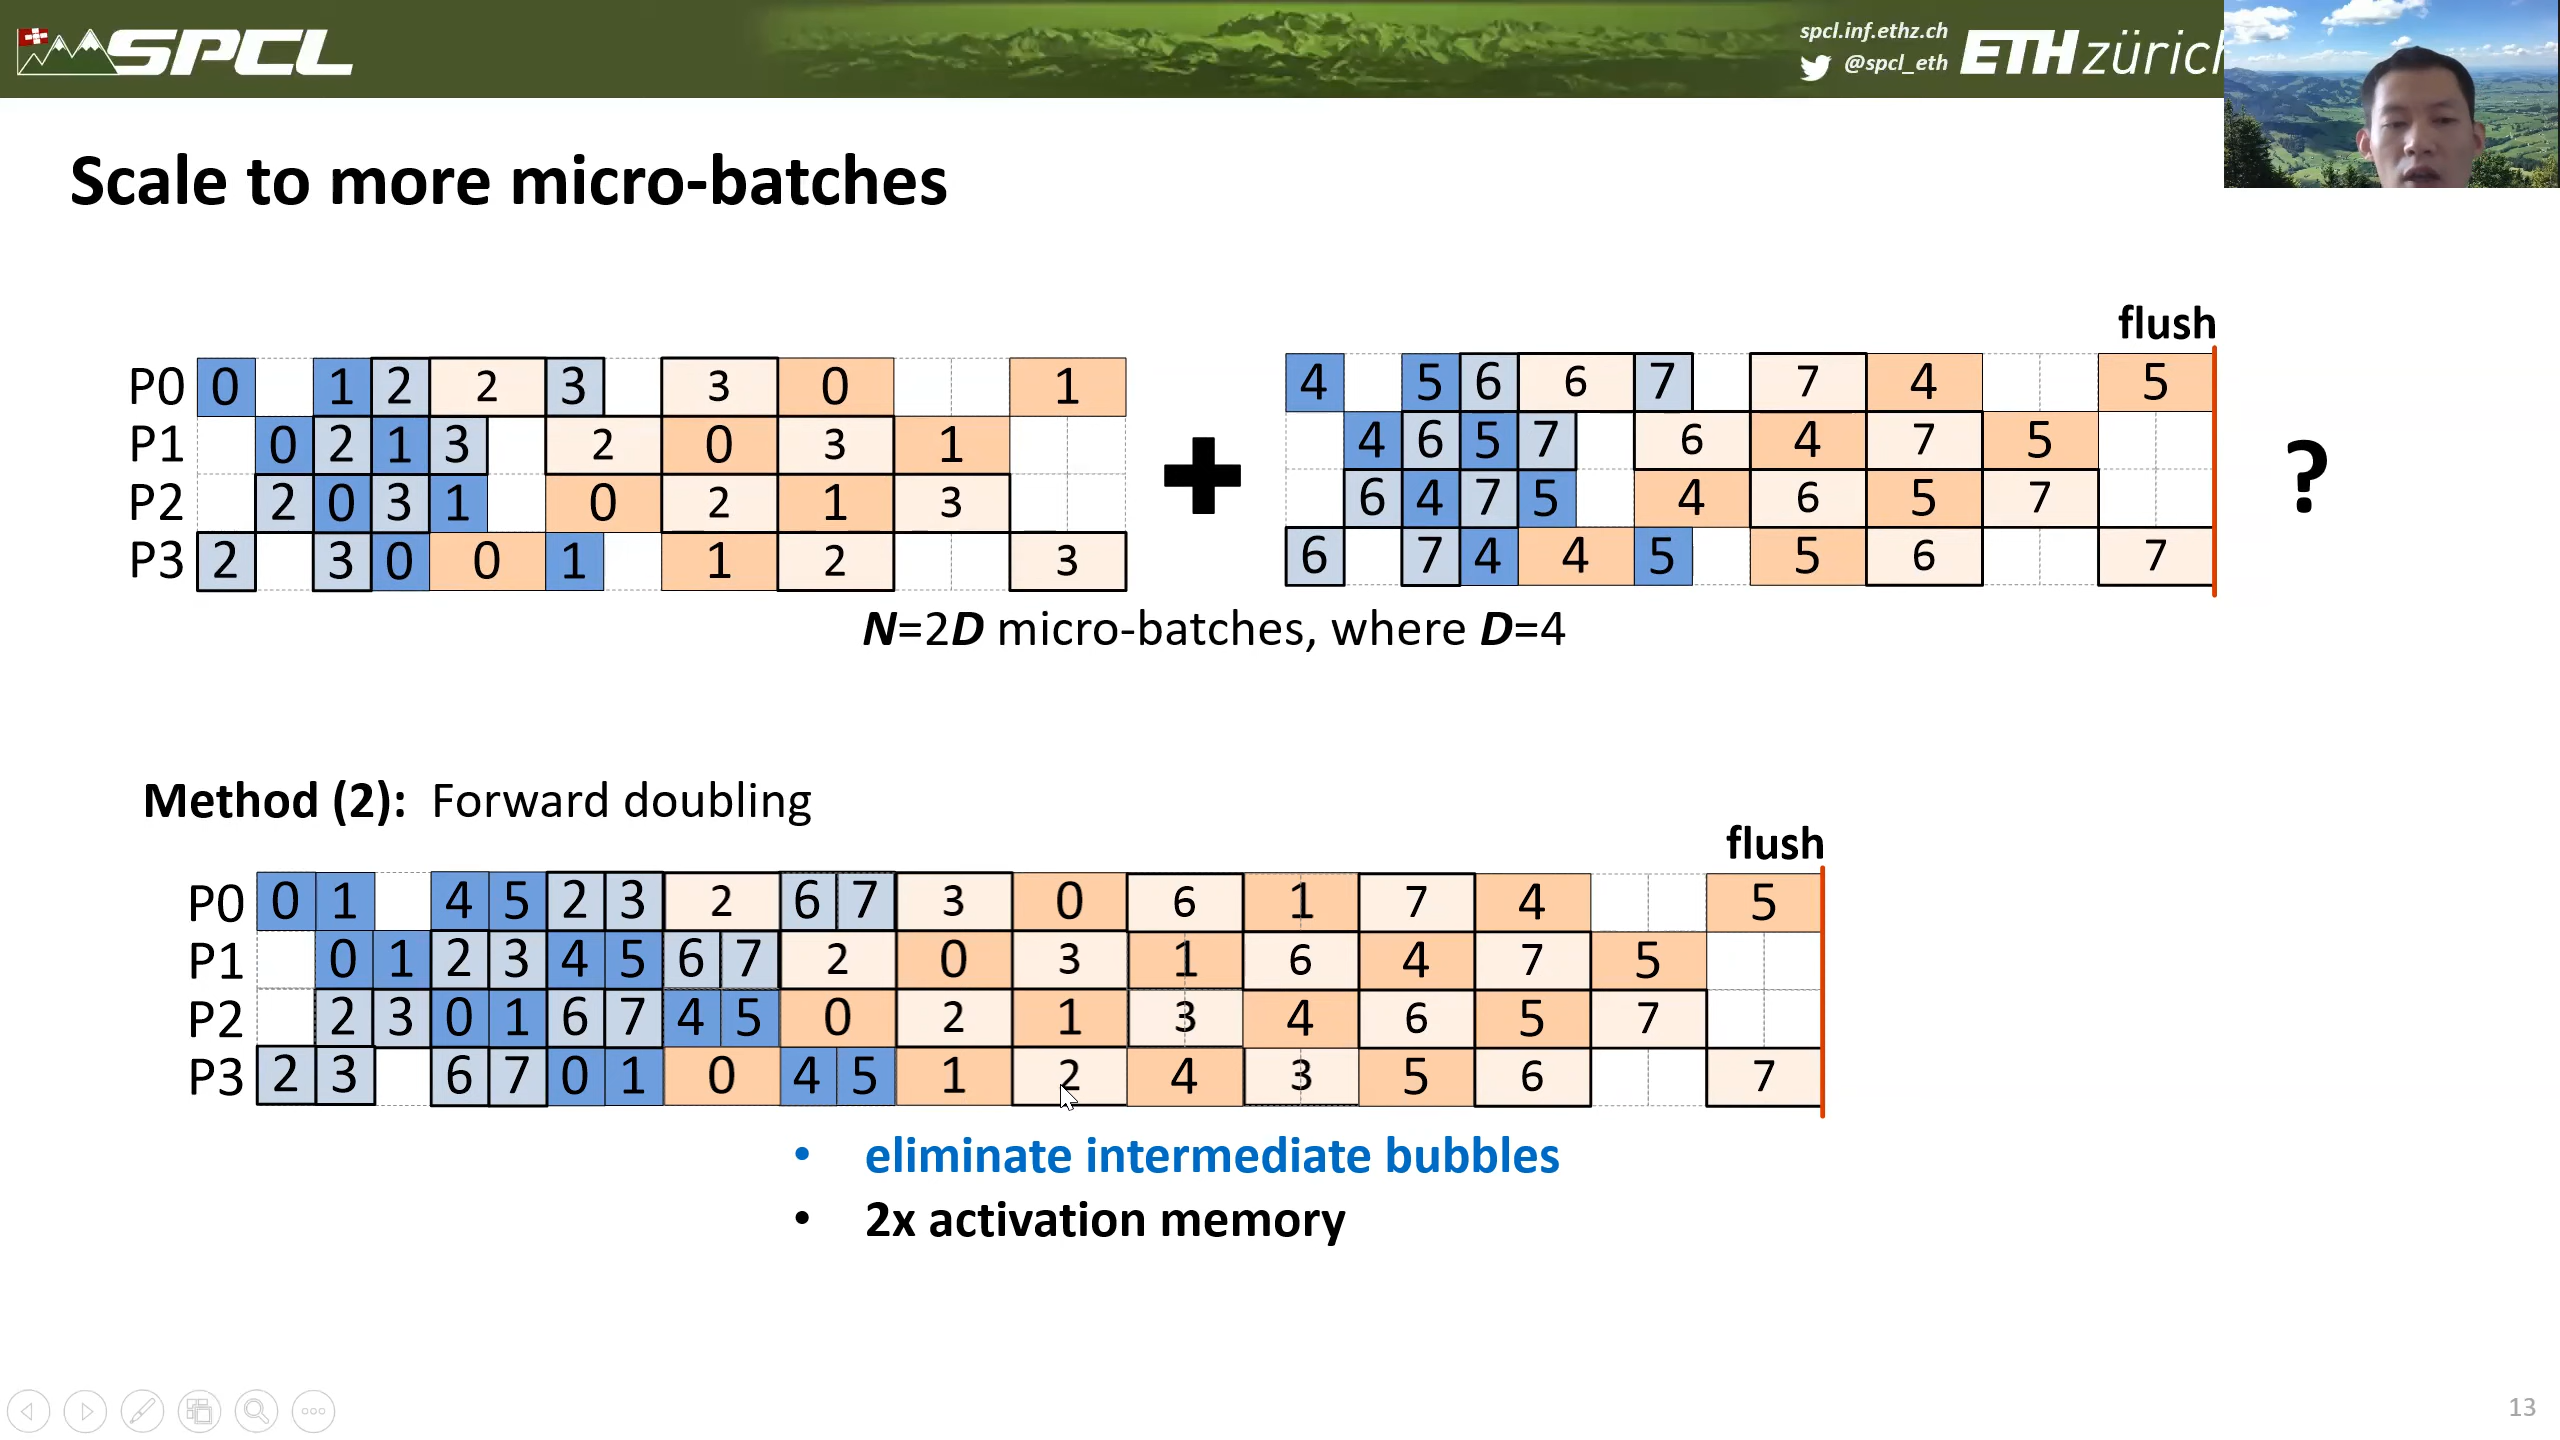 SPCL
spcl.inf.ethz.ch
@spcl_eth
ETH zürich
Scale to more micro-batches
flush
P0 0 1 2 2 3 3 0 1
P1 0 2 1 3 2 0 3 1
P2 2 0 3 1 0 2 1 3
P3 2 3 0 0 1 1 2 3
+
4 5 6 6 7 7 4 5
4 6 5 7 6 4 7 5
6 4 7 5 4 6 5 7
6 7 4 4 5 5 6 7
?
N=2D micro-batches, where D=4
Method (2): Forward doubling
flush
P0 0 1 4 5 2 3 2 6 7 3 0 6 1 7 4 5
P1 0 1 2 3 4 5 6 7 2 0 3 1 6 4 7 5
P2 2 3 0 1 6 7 4 5 0 2 1 3 4 6 5 7
P3 2 3 6 7 0 1 0 4 5 1 2 4 3 5 6 7
• eliminate intermediate bubbles
• 2x activation memory
13